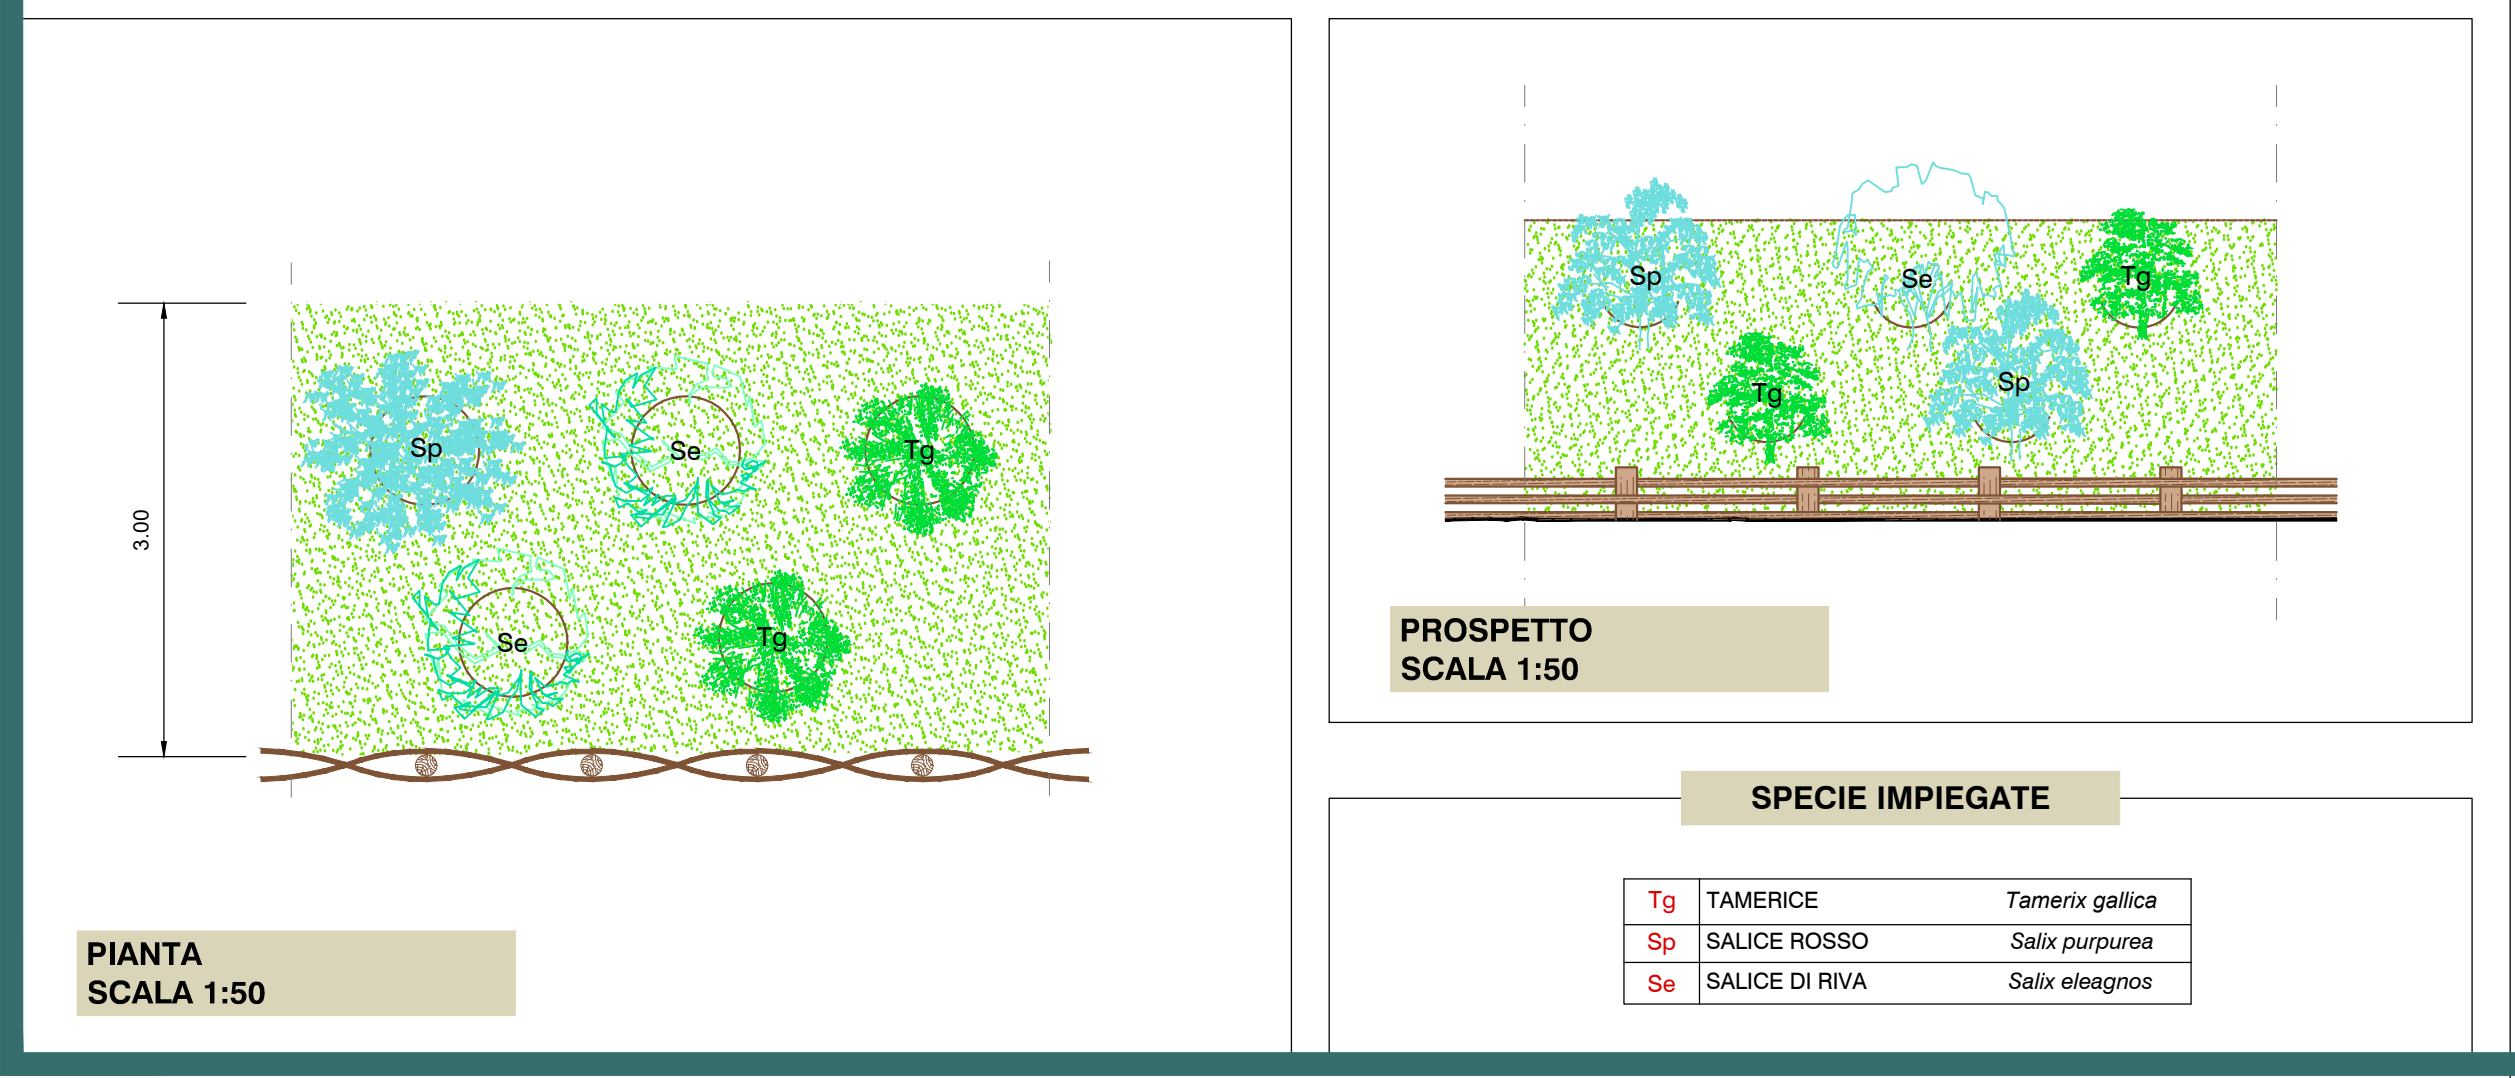 3.00
Sp
Se
Tg
Se
Tg
PIANTA
SCALA 1:50
Sp
Se
Tg
Tg
Sp
PROSPETTO
SCALA 1:50
SPECIE IMPIEGATE
Tg TAMERICE Tamerix gallica
Sp SALICE ROSSO Salix purpurea
Se SALICE DI RIVA Salix eleagnos